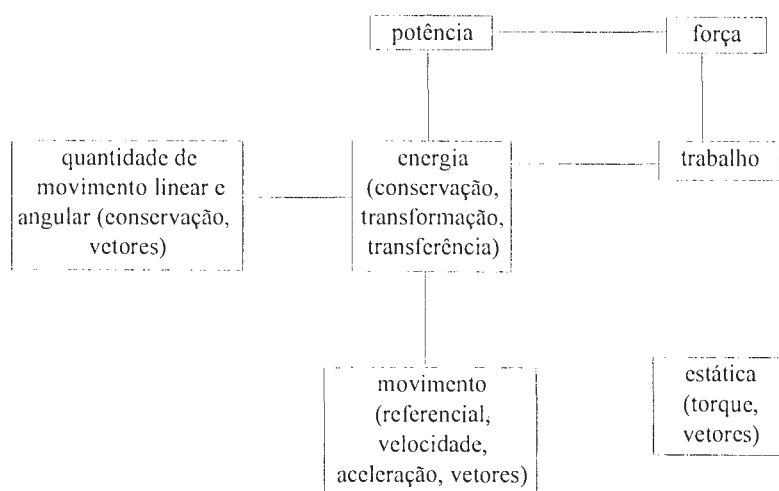 potência
força
quantidade de
movimento linear e
angular (conservação,
vetores)
energia
(conservação,
transformação,
transferência)
trabalho
movimento
(referencial,
velocidade,
aceleração, vetores)
estática
(torque,
vetores)